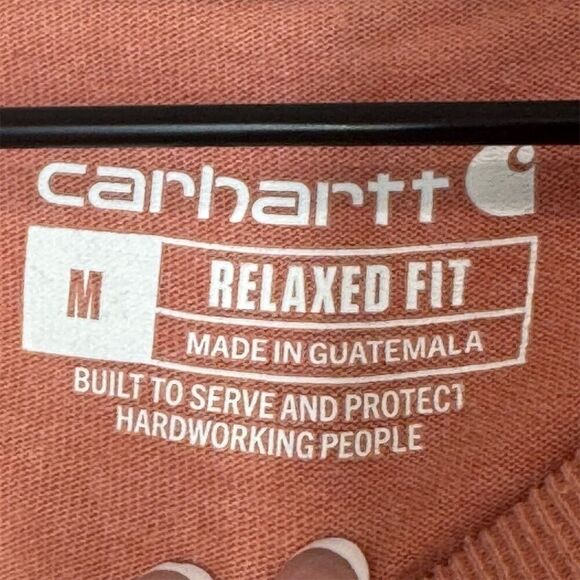 carhartt
M
RELAXED FIT
MADE IN GUATEMALA
BUILT TO SERVE AND PROTECT
HARDWORKING PEOPLE